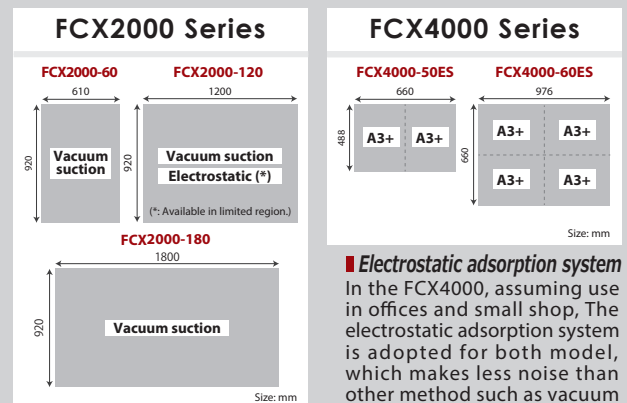 FCX2000 Series
FCX2000-60
610
920
Vacuum
suction
FCX2000-120
1200
920
Vacuum suction
Electrostatic (*)
(*: Available in limited region.)
FCX2000-180
1800
920
Vacuum suction
Size: mm
FCX4000 Series
FCX4000-50ES
660
488
A3+ A3+
FCX4000-60ES
976
660
A3+ A3+
A3+ A3+
Size: mm
Electrostatic adsorption system
In the FCX4000, assuming use
in offices and small shop, The
electrostatic adsorption system
is adopted for both model,
which makes less noise than
other method such as vacuum